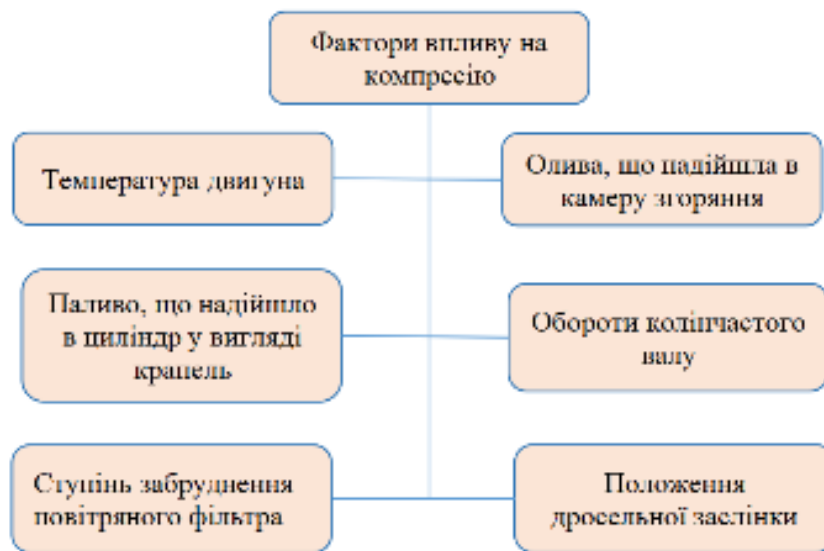 Фактори впливу на
компресію
Температура двигуна
Олива, що надійшла в
камеру згоряння
Паливо, що надійшло
в циліндр у вигляді
крапель
Обороти колінчастого
валу
Ступінь забруднення
повітряного фільтра
Положення
дросельної заслінки